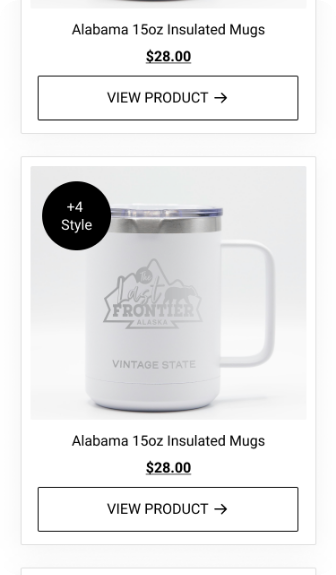 Alabama 15oz Insulated Mugs
$28.00
VIEW PRODUCT →
+4
Style
The
Last
FRONTIER
ALASKA
VINTAGE STATE
Alabama 15oz Insulated Mugs
$28.00
VIEW PRODUCT →